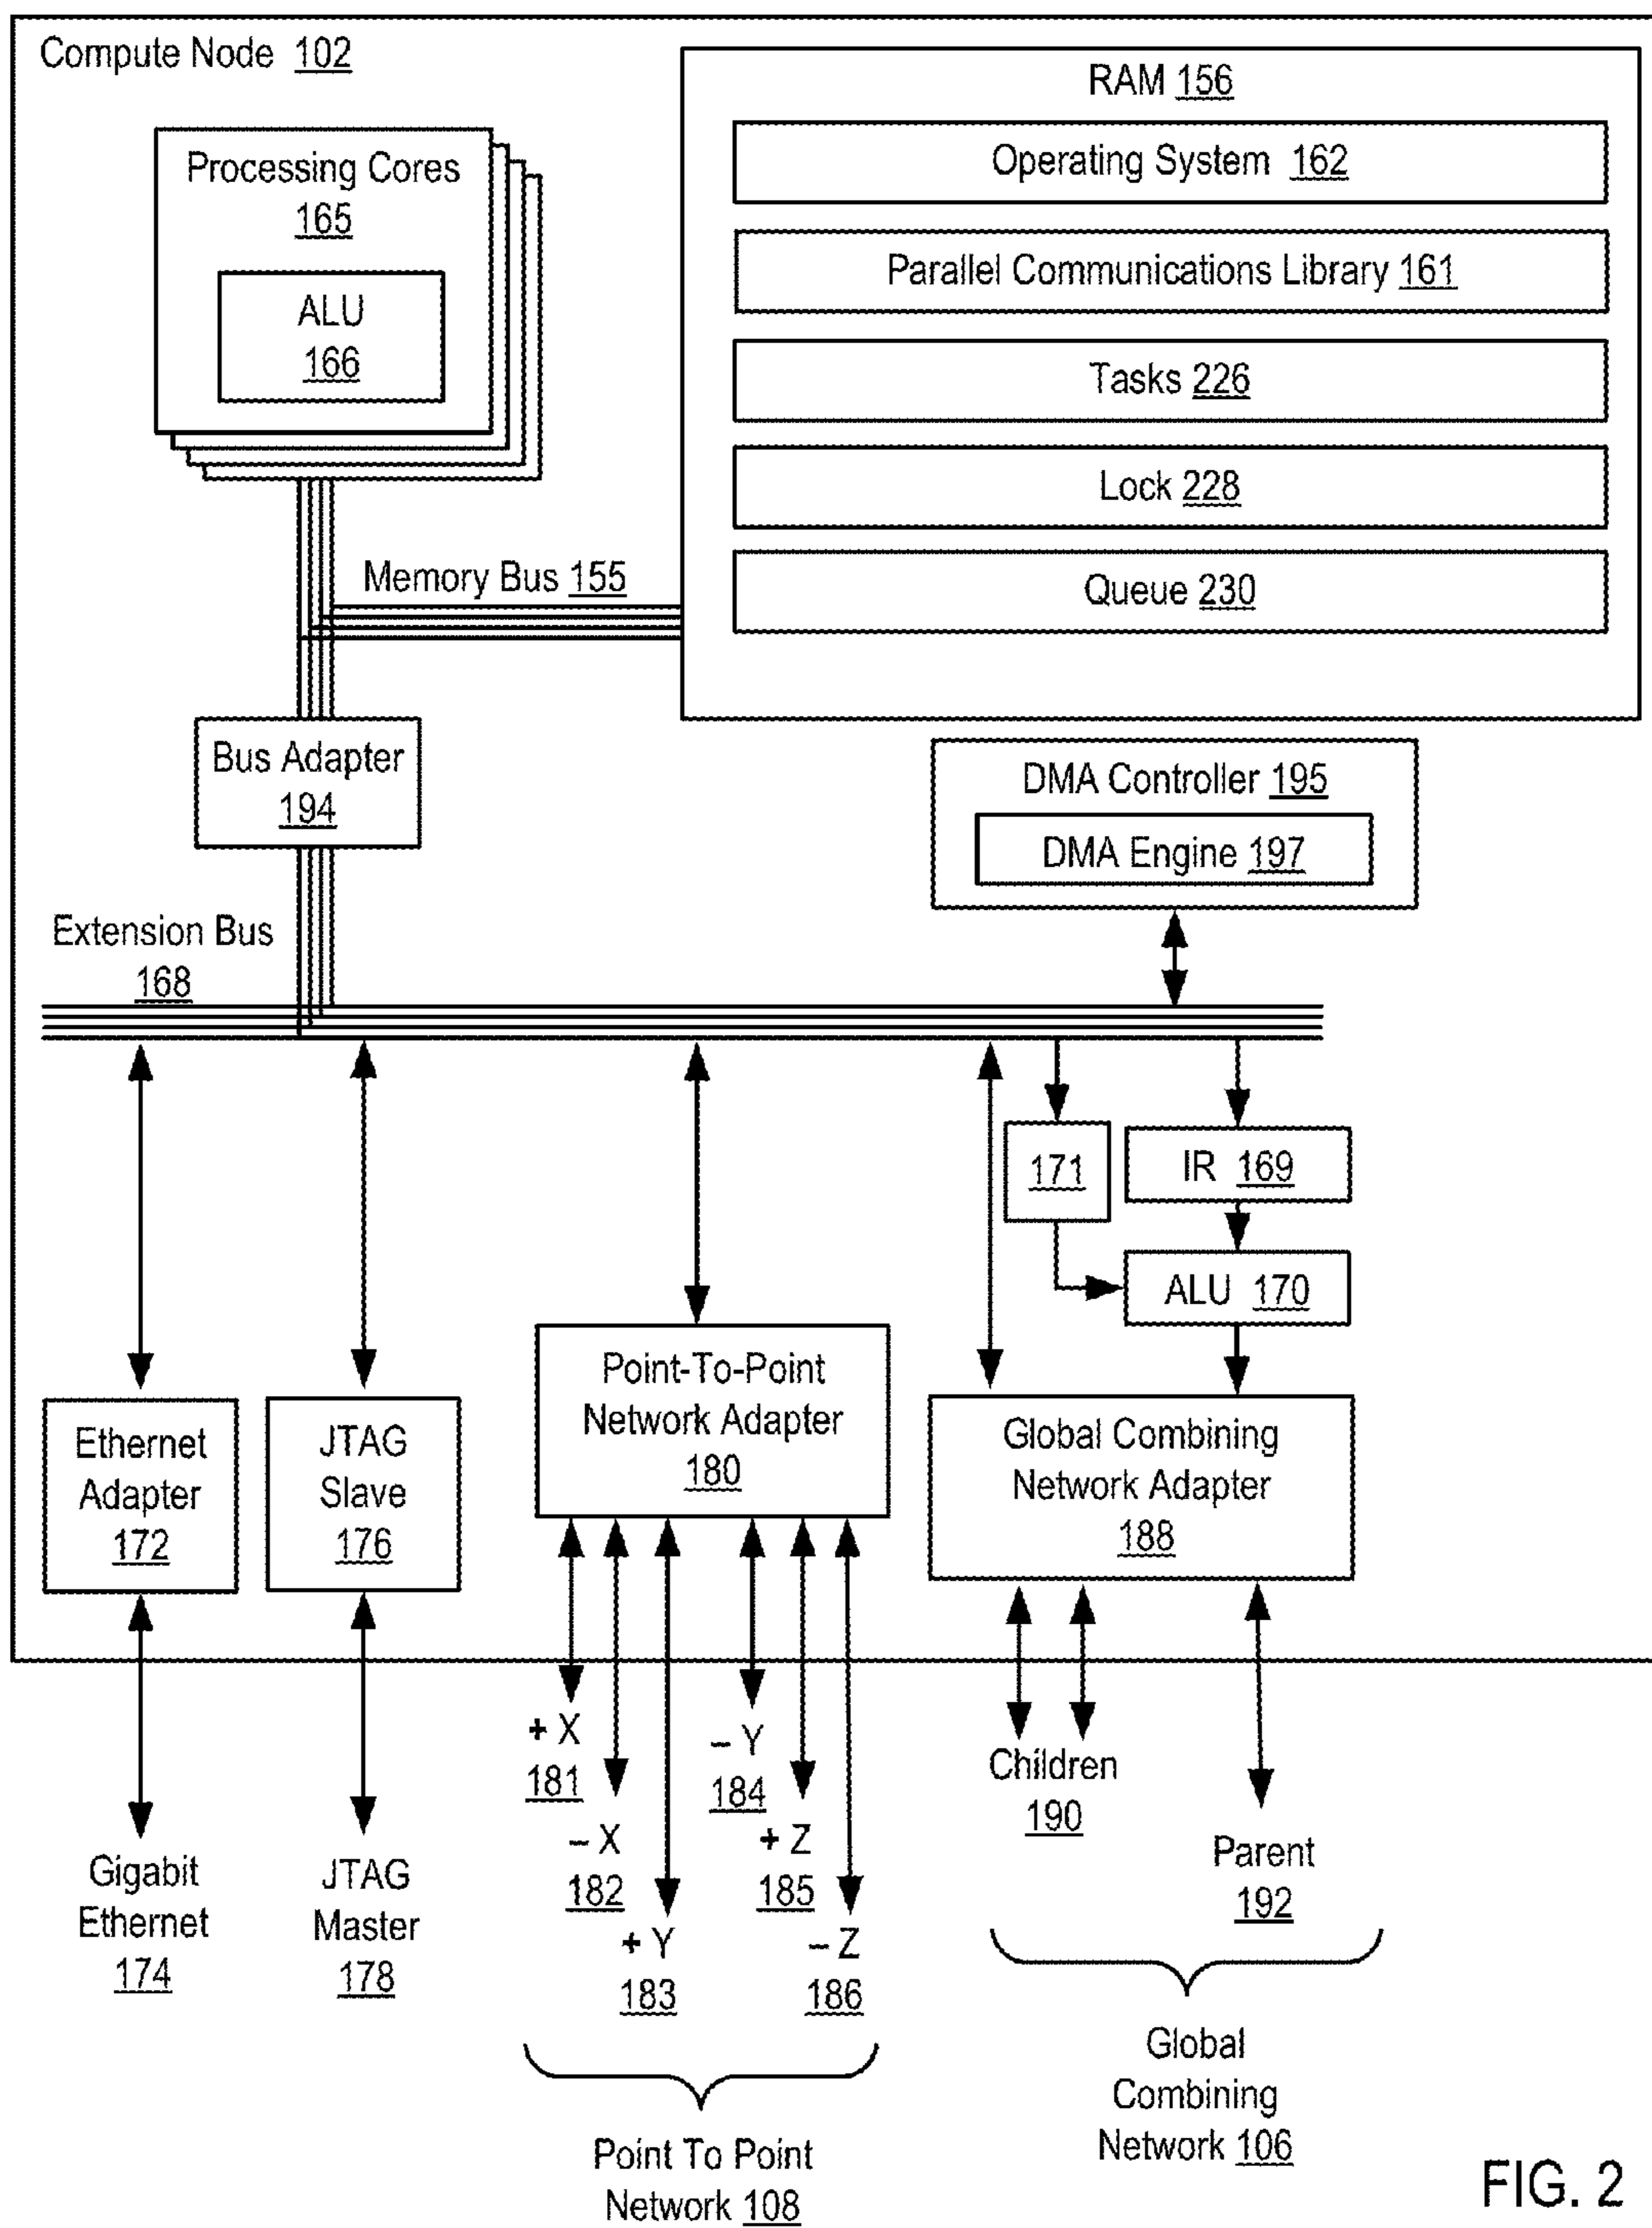 Compute Node 102
RAM 156
Operating System 162
Parallel Communications Library 161
Tasks 226
Lock 228
Queue 230
Processing Cores
165
ALU
166
Memory Bus 155
Bus Adapter
194
DMA Controller 195
DMA Engine 197
Extension Bus
168
171
IR 169
ALU 170
Ethernet
Adapter
172
JTAG
Slave
176
Point-To-Point
Network Adapter
180
Global Combining
Network Adapter
188
+ X
181
– X
182
+ Y
183
– Y
184
+ Z
185
– Z
186
Children
190
Parent
192
Gigabit
Ethernet
174
JTAG
Master
178
Point To Point
Network 108
Global
Combining
Network 106
FIG. 2